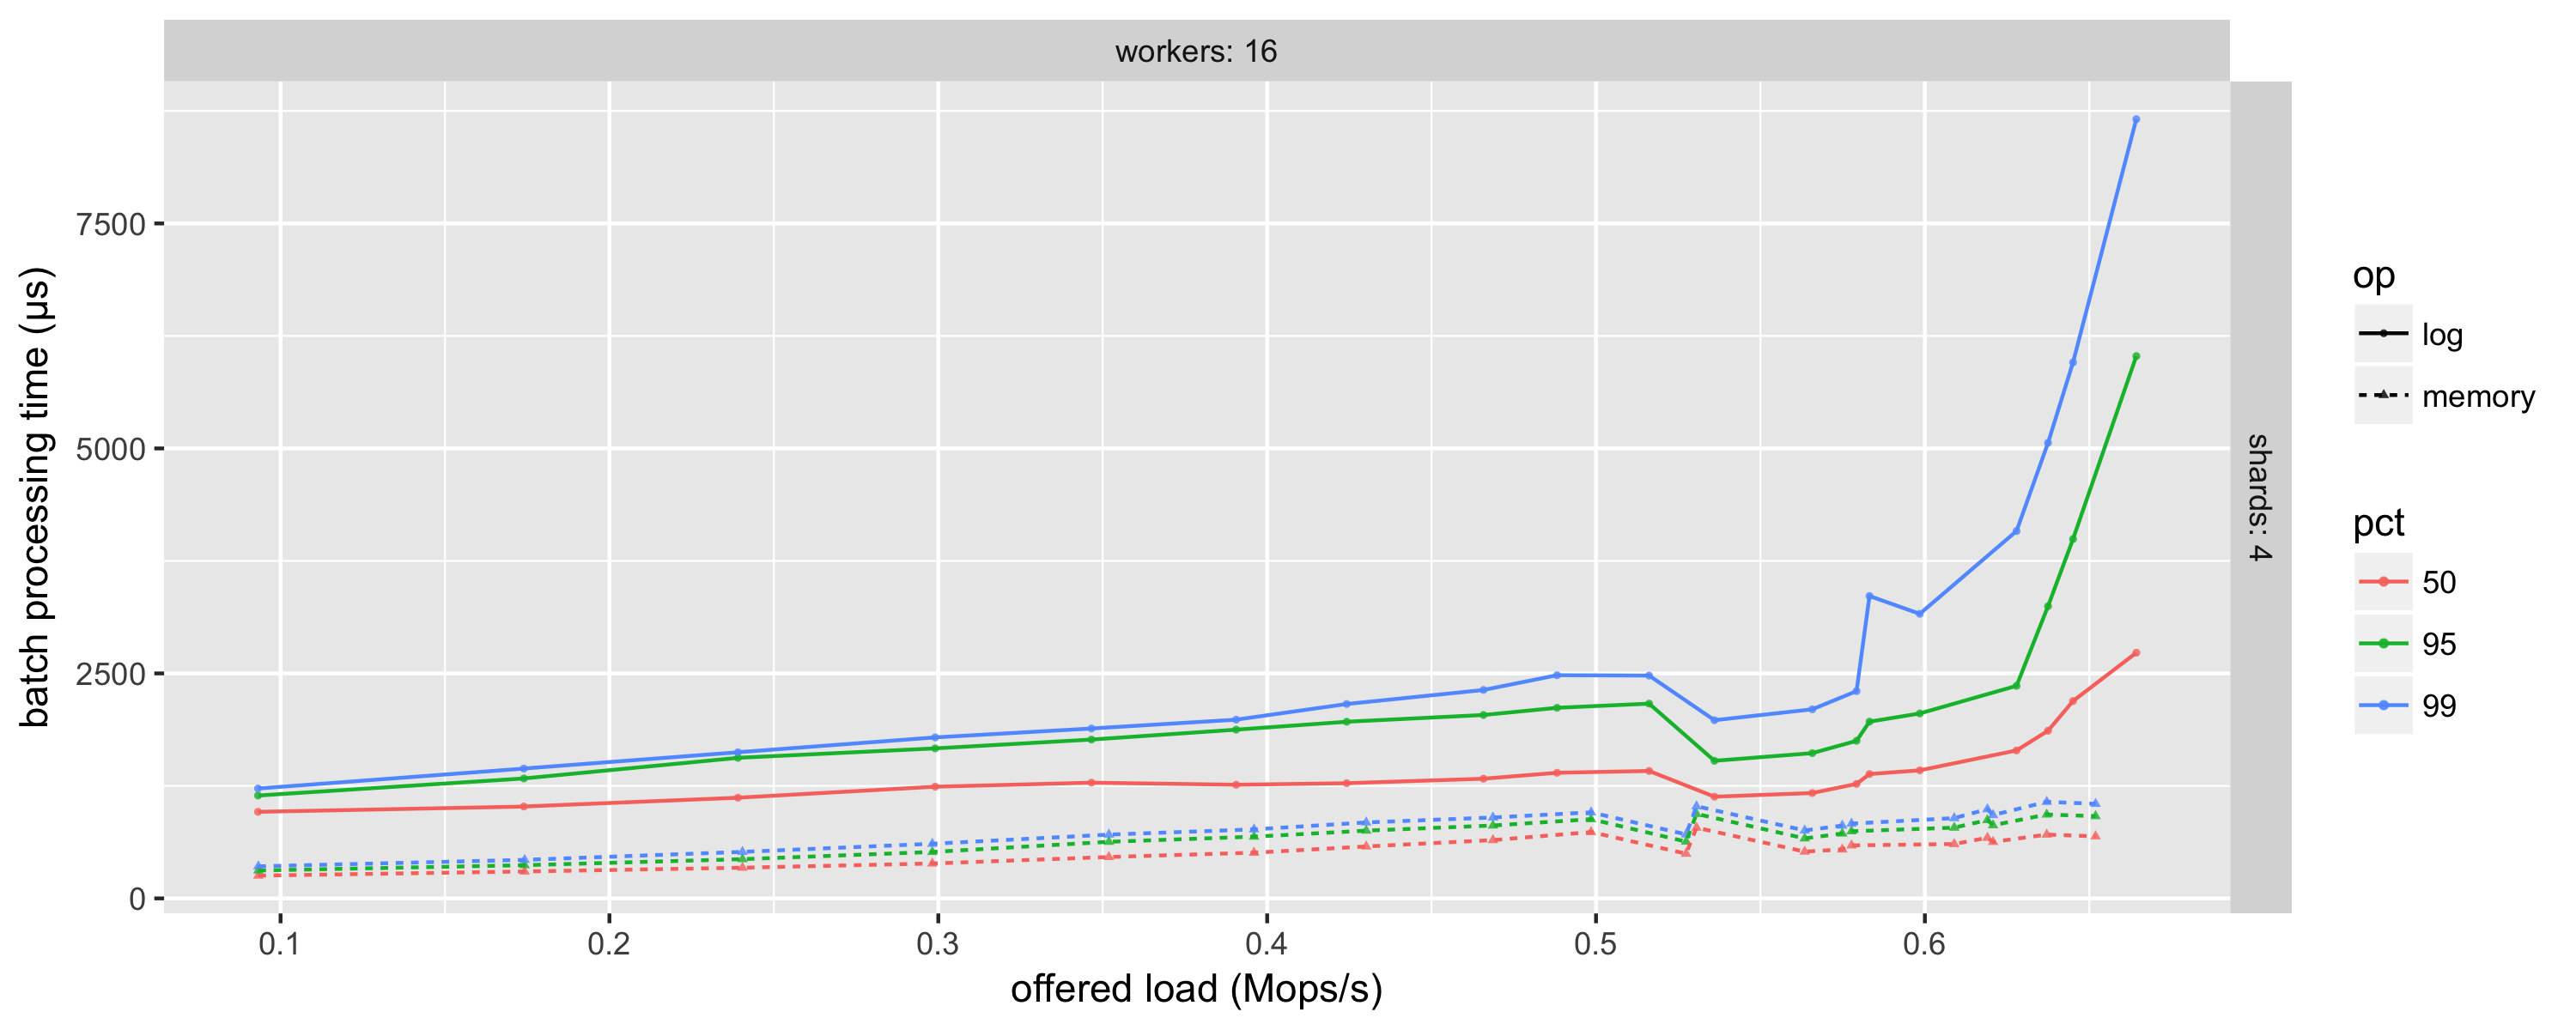 workers: 16
batch processing time (µs)
7500
5000
2500
0
shards: 4
0.1 0.2 0.3 0.4 0.5 0.6
offered load (Mops/s)
op
log
memory
pct
50
95
99